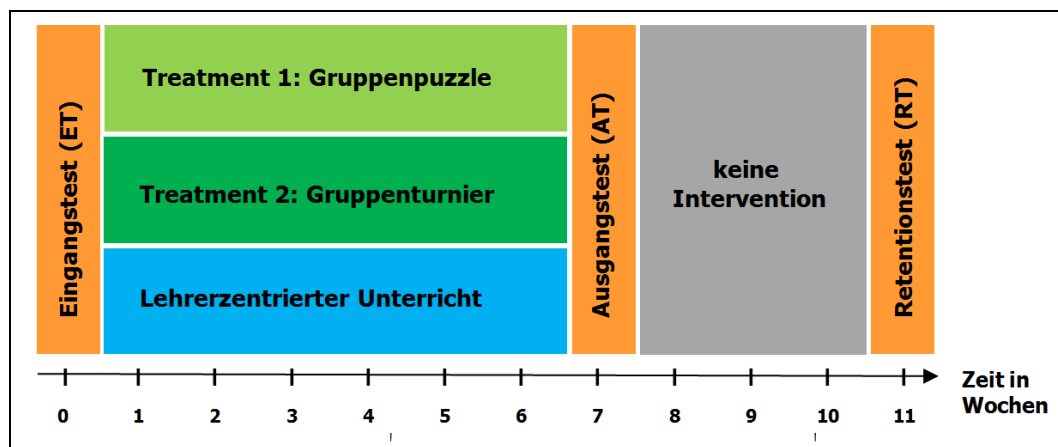 Eingangstest (ET)
Treatment 1: Gruppenpuzzle
Treatment 2: Gruppenturnier
Lehrerzentrierter Unterricht
Ausgangstest (AT)
keine
Intervention
Retentionstest (RT)
0 1 2 3 4 5 6 7 8 9 10 11
Zeit in
Wochen